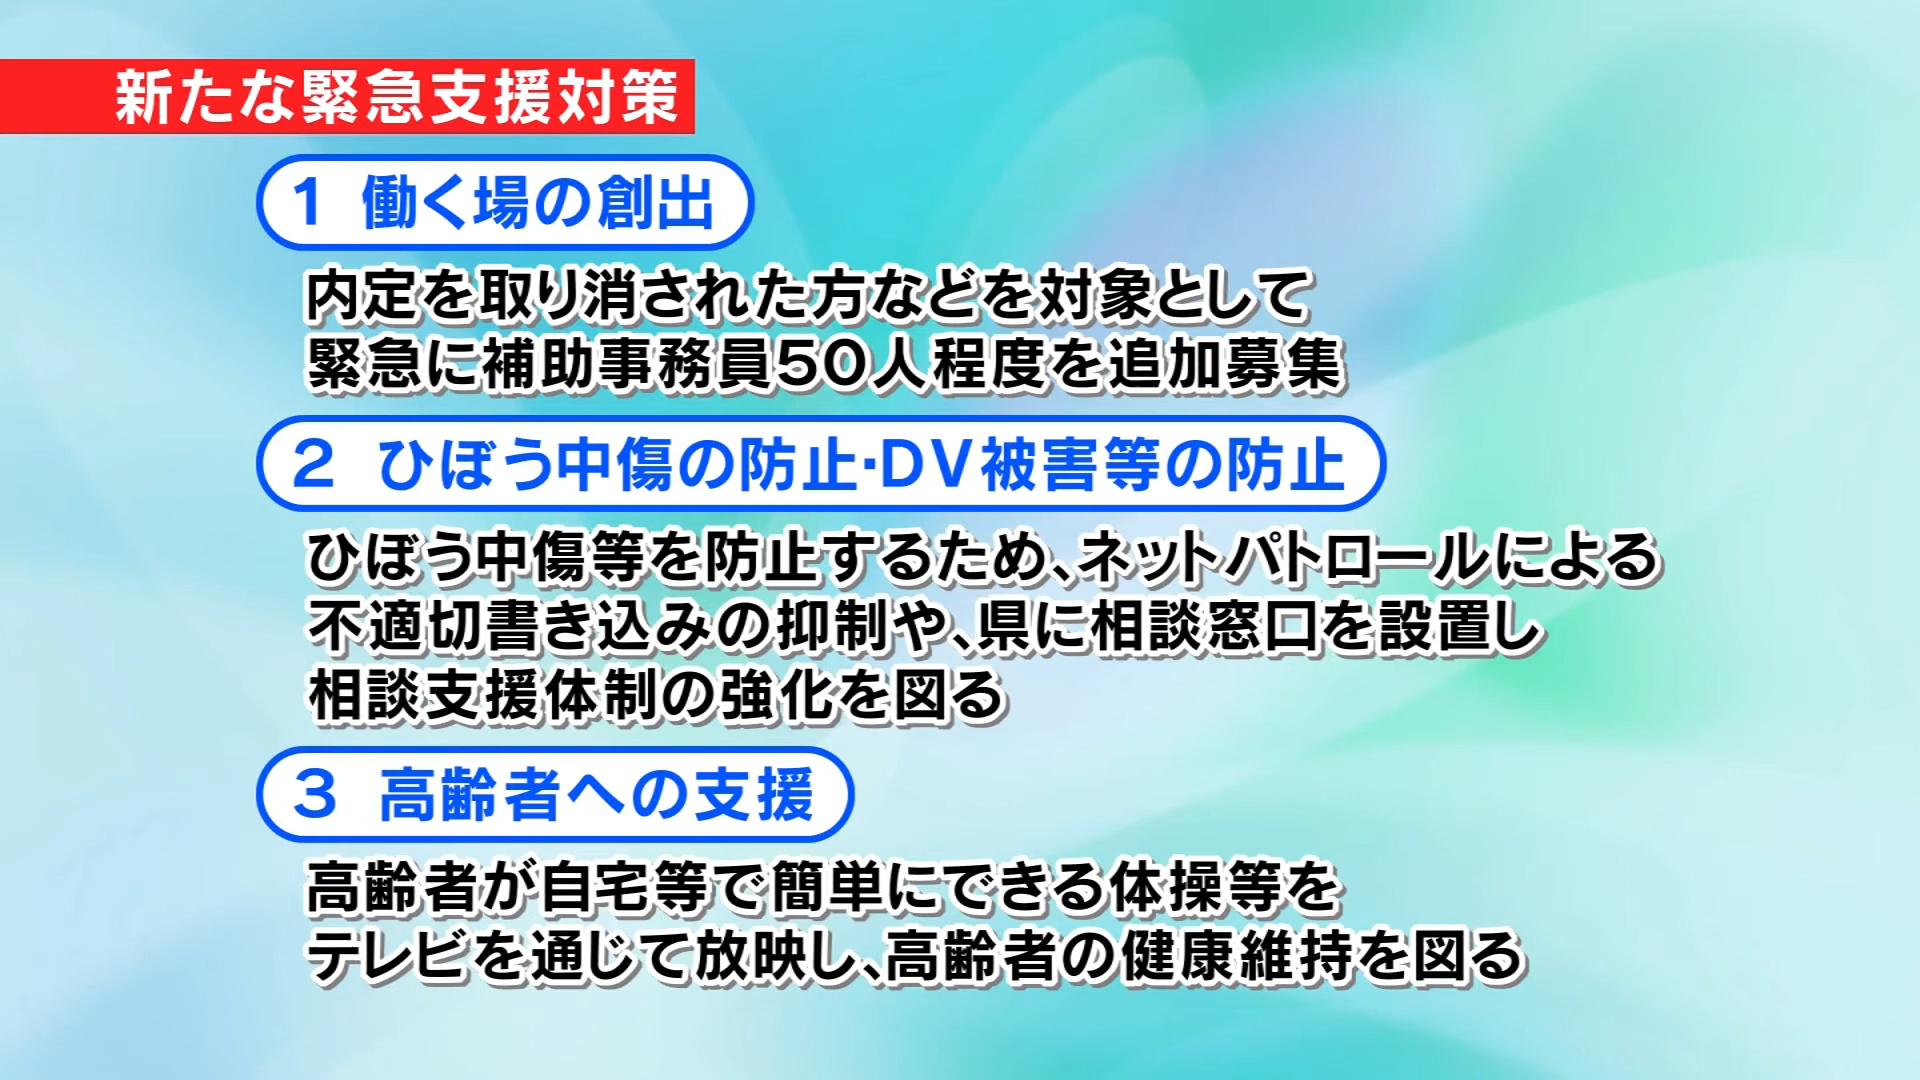 新たな緊急支援対策
1 働く場の創出
内定を取り消された方などを対象として
緊急に補助事務員50人程度を追加募集
2 ひぼう中傷の防止・DV被害等の防止
ひぼう中傷等を防止するため、ネットパトロールによる
不適切書き込みの抑制や、県に相談窓口を設置し
相談支援体制の強化を図る
3 高齢者への支援
高齢者が自宅等で簡単にできる体操等を
テレビを通じて放映し、高齢者の健康維持を図る